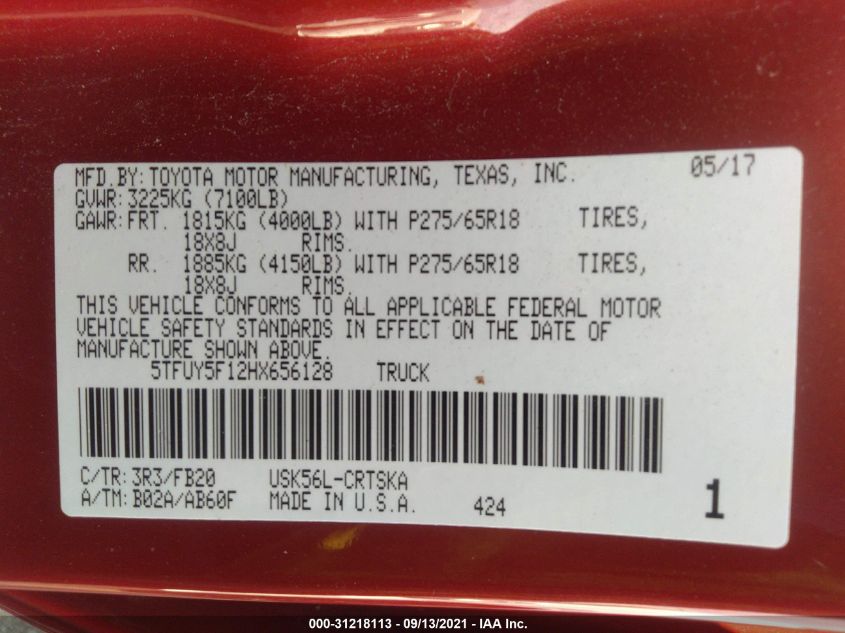 MFD.BY: TOYOTA MOTOR MANUFACTURING, TEXAS, INC. 05/17
GVWR: 3225KG (7100LB)
GAWR: FRT. 1815KG (4000LB) WITH P275/65R18 TIRES,
18X8J RIMS.
RR. 1885KG (4150LB) WITH P275/65R18 TIRES,
18X8J RIMS.
THIS VEHICLE CONFORMS TO ALL APPLICABLE FEDERAL MOTOR
VEHICLE SAFETY STANDARDS IN EFFECT ON THE DATE OF
MANUFACTURE SHOWN ABOVE.
5TFUY5F12HX656128 TRUCK
C/TR: 3R3/FB20 USK56L-CRTSKA
A/TM: B02A/AB60F MADE IN U.S.A. 424 1
000-31218113 - 09/13/2021 - IAA Inc.